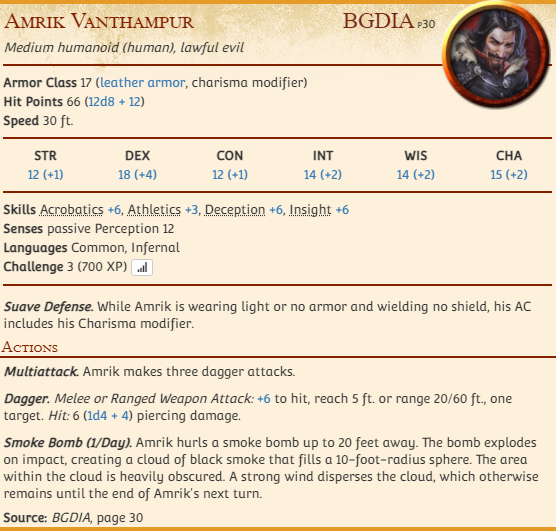 Amrik Vanthampur BGDIA p30
Medium humanoid (human), lawful evil
Armor Class 17 (leather armor, charisma modifier)
Hit Points 66 (12d8 + 12)
Speed 30 ft.
STR DEX CON INT WIS CHA
12 (+1) 18 (+4) 12 (+1) 14 (+2) 14 (+2) 15 (+2)
Skills Acrobatics +6, Athletics +3, Deception +6, Insight +6
Senses passive Perception 12
Languages Common, Infernal
Challenge 3 (700 XP)
Suave Defense. While Amrik is wearing light or no armor and wielding no shield, his AC
includes his Charisma modifier.
Actions
Multiattack. Amrik makes three dagger attacks.
Dagger. Melee or Ranged Weapon Attack: +6 to hit, reach 5 ft. or range 20/60 ft., one
target. Hit: 6 (1d4 + 4) piercing damage.
Smoke Bomb (1/Day). Amrik hurls a smoke bomb up to 20 feet away. The bomb explodes
on impact, creating a cloud of black smoke that fills a 10-foot-radius sphere. The area
within the cloud is heavily obscured. A strong wind disperses the cloud, which otherwise
remains until the end of Amrik's next turn.
Source: BGDIA, page 30